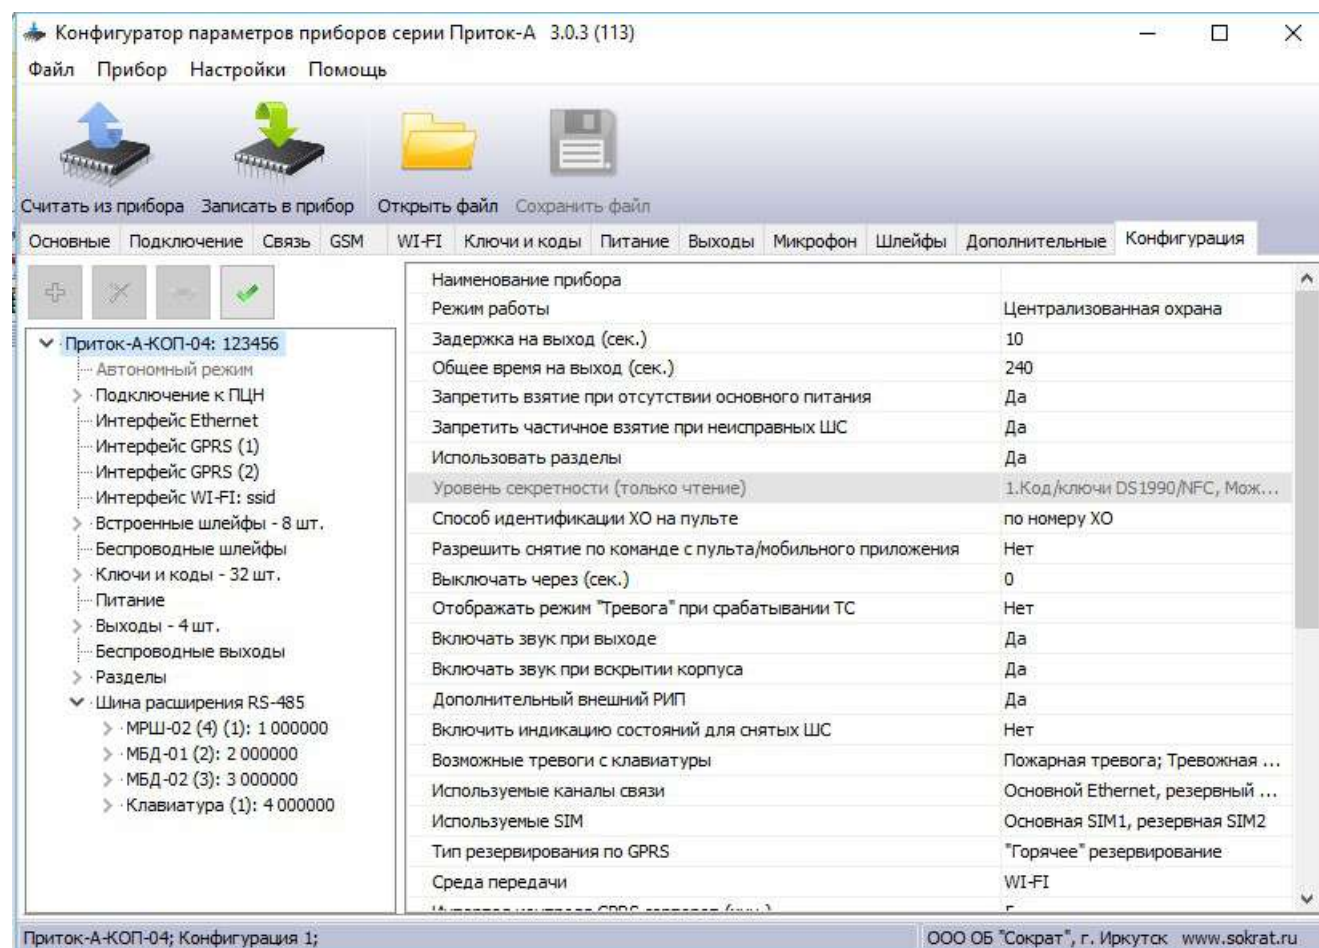 Конфигуратор параметров приборов серии Приток-А 3.0.3 (113)
Файл Прибор Настройки Помощь
Считать из прибора Записать в прибор Открыть файл Сохранить файл
Основные Подключение Связь GSM WI-FI Ключи и коды Питание Выходы Микрофон Шлейфы Дополнительные Конфигурация
Приток-А-КОП-04: 123456
Автономный режим
Подключение к ПЦН
Интерфейс Ethernet
Интерфейс GPRS (1)
Интерфейс GPRS (2)
Интерфейс WI-FI: ssid
Встроенные шлейфы - 8 шт.
Беспроводные шлейфы
Ключи и коды - 32 шт.
Питание
Выходы - 4 шт.
Беспроводные выходы
Разделы
Шина расширения RS-485
МРШ-02 (4) (1): 1 000000
МБД-01 (2): 2 000000
МБД-02 (3): 3 000000
Клавиатура (1): 4 000000
Наименование прибора
Режим работы Централизованная охрана
Задержка на выход (сек.) 10
Общее время на выход (сек.) 240
Запретить взятие при отсутствии основного питания Да
Запретить частичное взятие при неисправных ШС Да
Использовать разделы Да
Уровень секретности (только чтение) 1.Код/ключи DS1990/NFC, Мож...
Способ идентификации ХО на пульте по номеру ХО
Разрешить снятие по команде с пульта/мобильного приложения Нет
Выключать через (сек.) 0
Отображать режим "Тревога" при срабатывании ТС Нет
Включать звук при выходе Да
Включать звук при вскрытии корпуса Да
Дополнительный внешний РИП Да
Включить индикацию состояний для снятых ШС Нет
Возможные тревоги с клавиатуры Пожарная тревога; Тревожная ...
Используемые каналы связи Основной Ethernet, резервный ...
Используемые SIM Основная SIM1, резервная SIM2
Тип резервирования по GPRS "Горячее" резервирование
Среда передачи WI-FI
Приток-А-КОП-04; Конфигурация 1; ООО ОБ "Сократ", г. Иркутск www.sokrat.ru